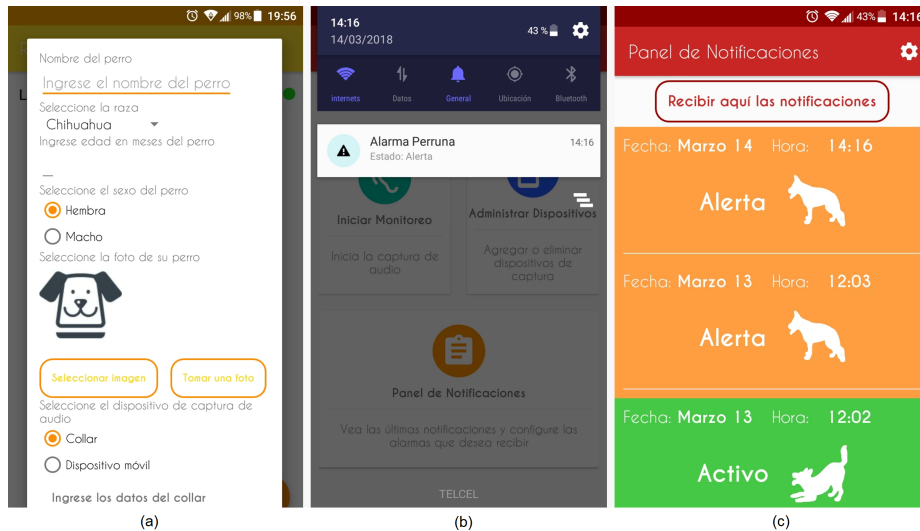 98% 19:56
Nombre del perro
Ingrese el nombre del perro
L
Seleccione la raza
Chihuahua
Ingrese edad en meses del perro
Seleccione el sexo del perro
Hembra
Macho
Seleccione la foto de su perro
Seleccionar imagen Tomar una foto
Seleccione el dispositivo de captura de
audio
Collar
Dispositivo móvil
Ingrese los datos del collar
(a)
14:16
14/03/2018
43 %
internets Datos General Ubicación Bluetooth
Alarma Perruna 14:16
Estado: Alerta
Iniciar Monitoreo
Inicia la captura de
audio
Administrar Dispositivos
Agregar o eliminar
dispositivos de
captura
Panel de Notificaciones
Vea las últimas notificaciones y configure las
alarmas que desea recibir
TELCEL
(b)
43% 14:16
Panel de Notificaciones
Recibir aquí las notificaciones
Fecha: Marzo 14 Hora: 14:16
Alerta
Fecha: Marzo 13 Hora: 12:03
Alerta
Fecha: Marzo 13 Hora: 12:02
Activo
(c)